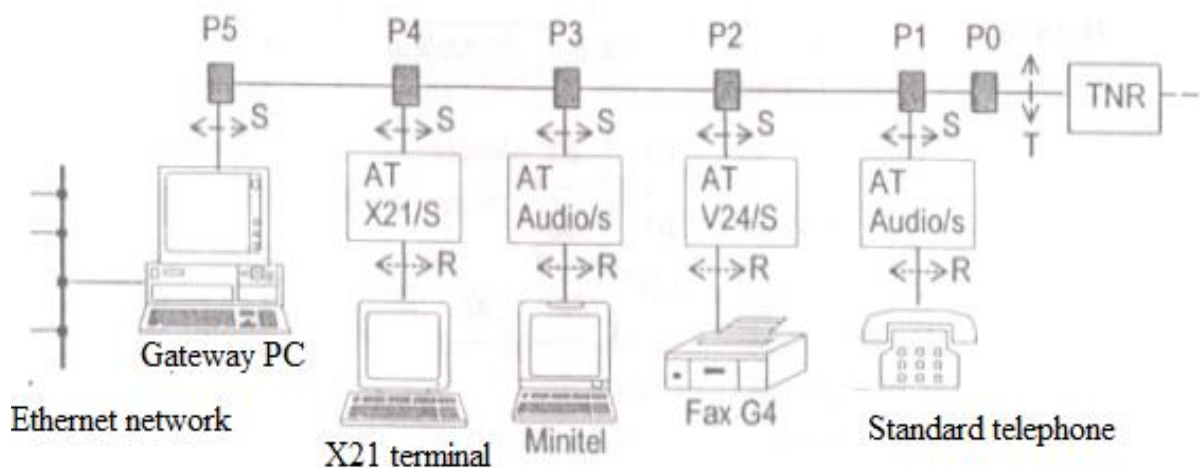 P5 P4 P3 P2 P1 P0
S S S S S
TNR
T
AT
X21/S
AT
Audio/s
AT
V24/S
AT
Audio/s
R R R R
Gateway PC
Ethernet network
X21 terminal
Minitel
Fax G4
Standard telephone